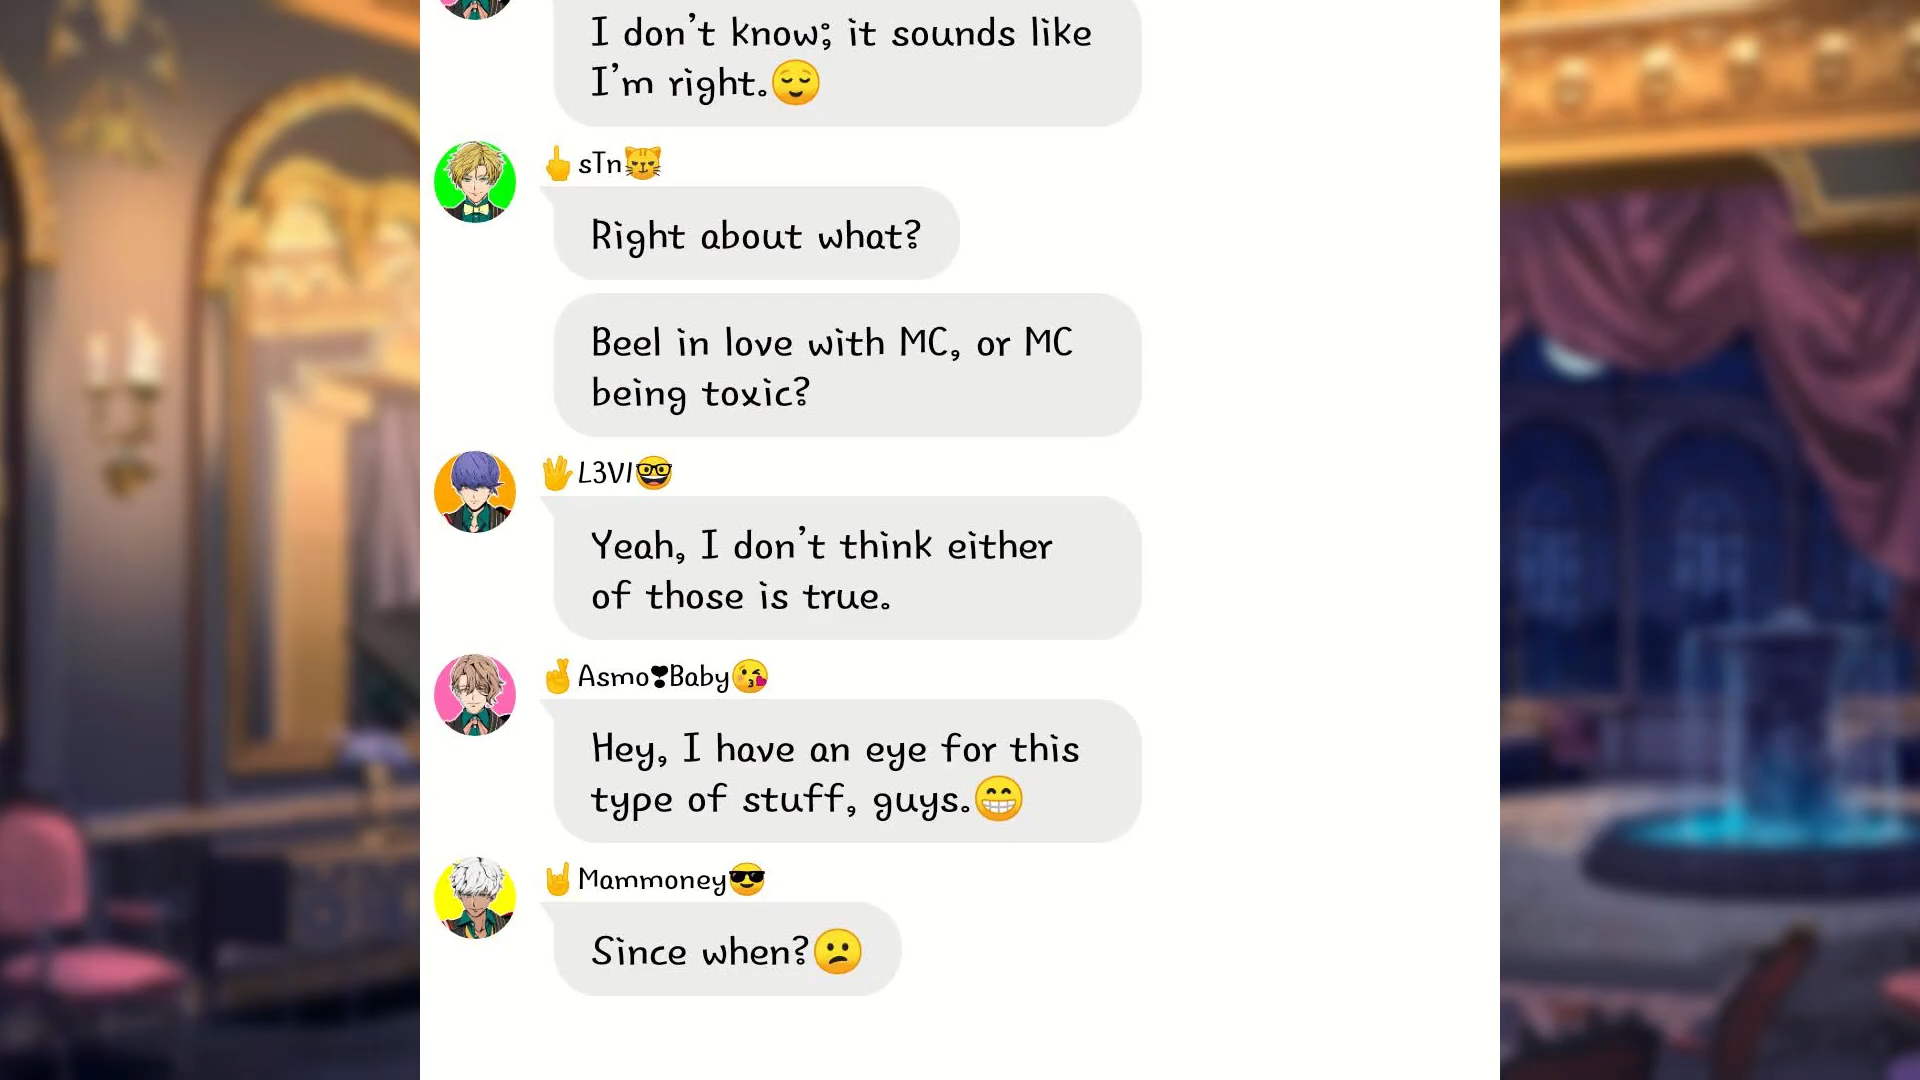 I don't know; it sounds like
I'm right.😌
🖕sTn😼
Right about what?
Beel in love with MC, or MC
being toxic?
🖖L3VI🤓
Yeah, I don't think either
of those is true.
🤞Asmo❣Baby😘
Hey, I have an eye for this
type of stuff, guys.😁
🤘Mammoney😎
Since when?😕